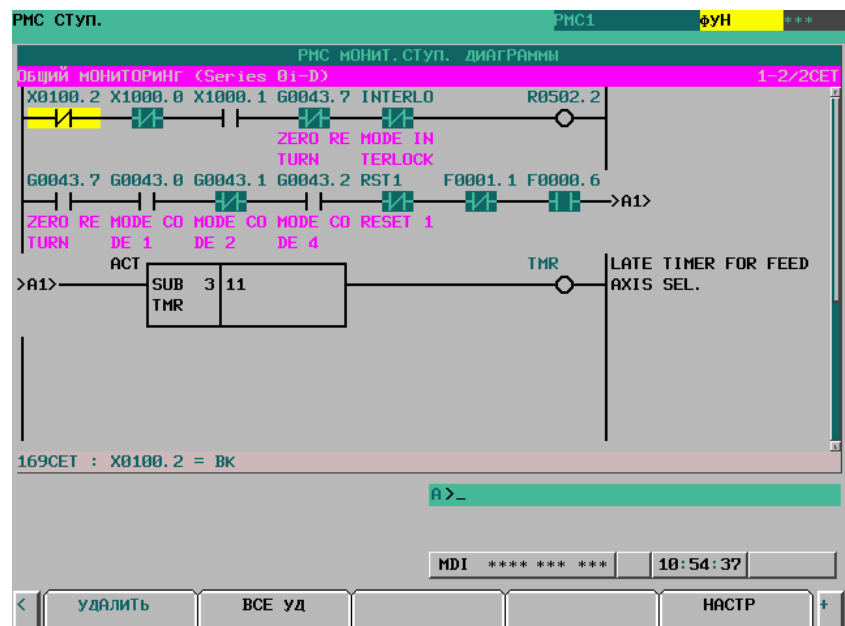 РМС СТуп. PMC1 фУН ***
РМС МОНИТ.СТуп. ДИАГРАММЫ
ОБЩИЙ МОНИТОРИНГ (Series 0i-D) 1-2/2СЕТ
X0100.2 X1000.0 X1000.1 G0043.7 INTERLO R0502.2
ZERO RE MODE IN
TURN TERLOCK
G0043.7 G0043.0 G0043.1 G0043.2 RST1 F0001.1 F0000.6
>A1>
ZERO RE MODE CO MODE CO MODE CO RESET 1
TURN DE 1 DE 2 DE 4
ACT TMR LATE TIMER FOR FEED
>A1> SUB 3 11 AXIS SEL.
TMR
169СЕТ : X0100.2 = Вк
A>_
MDI **** *** *** 10:54:37
< УДАЛИТЬ ВСЕ УД НАСТР +